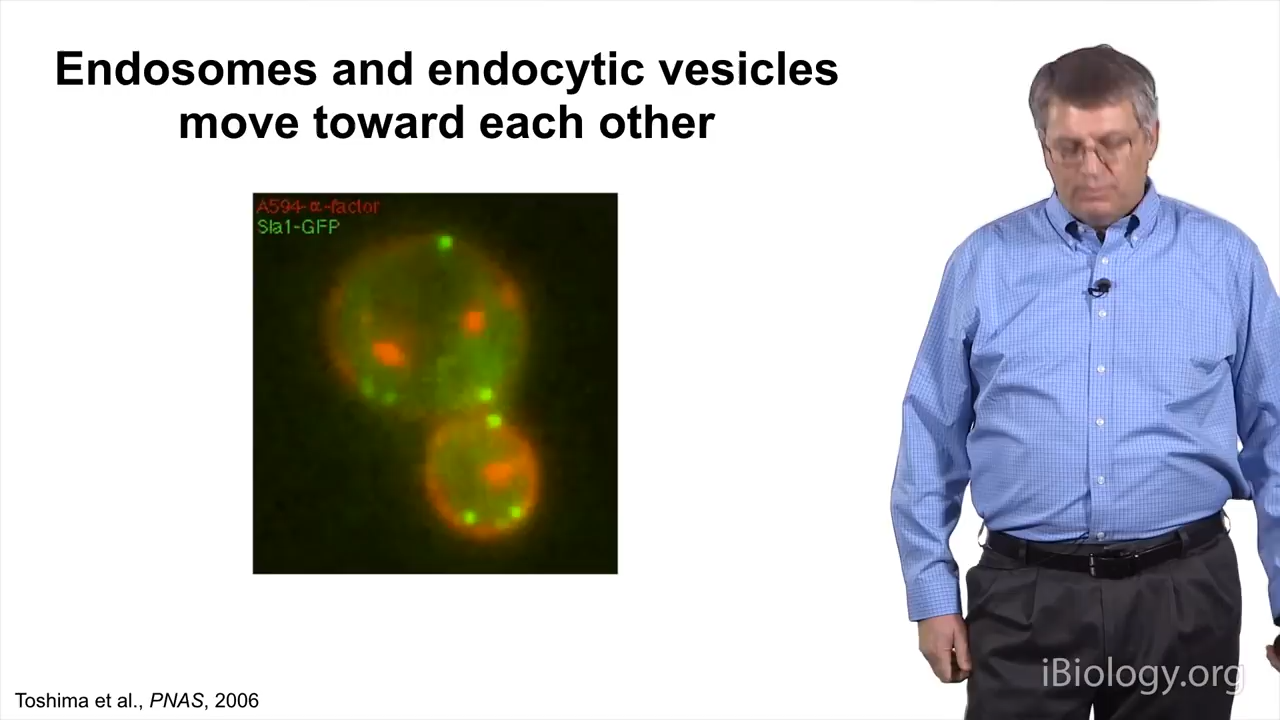 Endosomes and endocytic vesicles
move toward each other
A594-α-factor
Sla1-GFP
Toshima et al., PNAS, 2006
iBiology.org